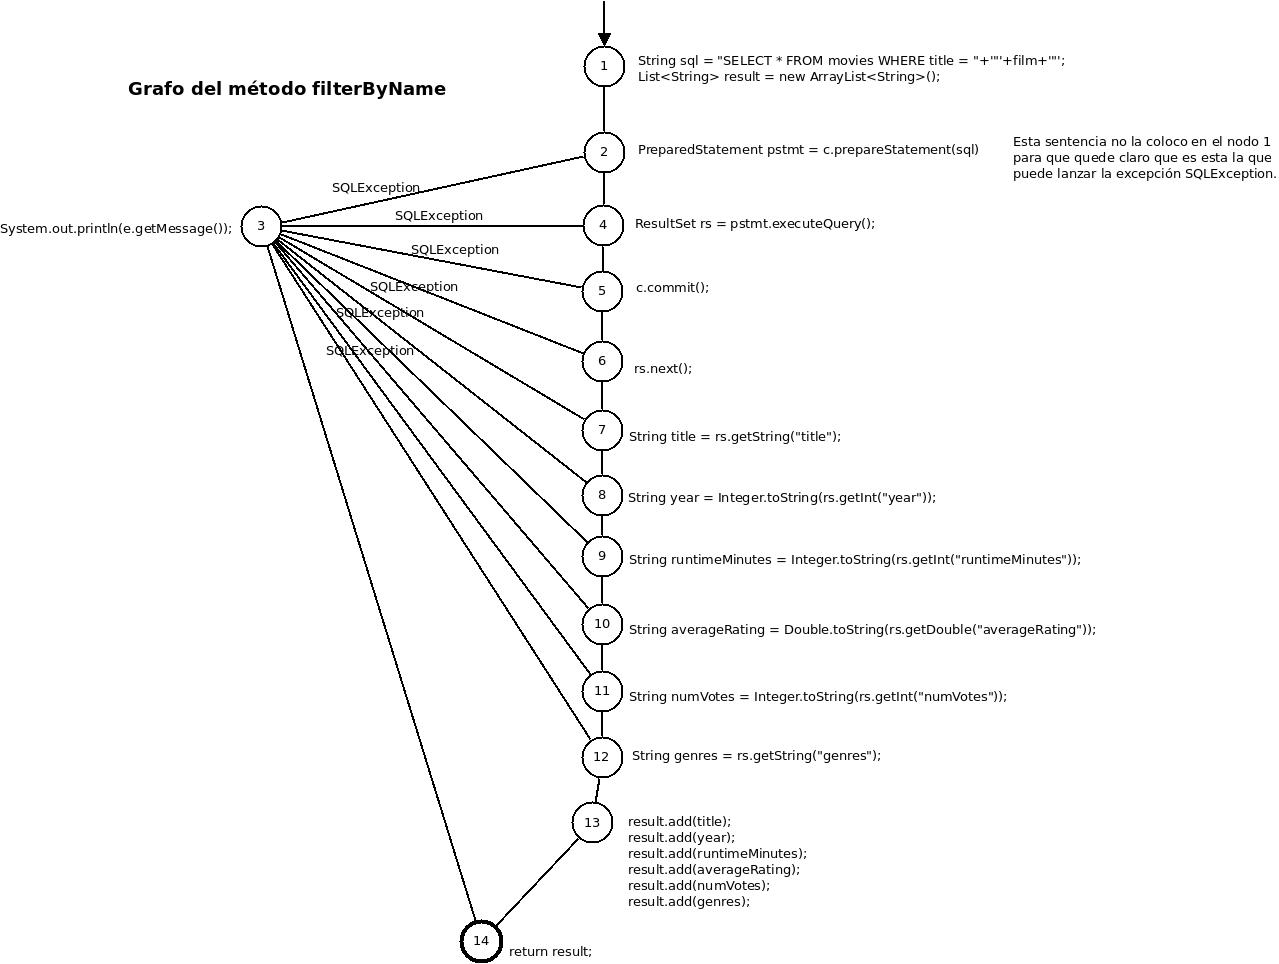 1
String sql = "SELECT * FROM movies WHERE title = "+'"'+film+'"';
List<String> result = new ArrayList<String>();
Grafo del método filterByName
2
PreparedStatement pstmt = c.prepareStatement(sql)
Esta sentencia no la coloco en el nodo 1
para que quede claro que es esta la que
puede lanzar la excepción SQLException.
SQLException
SQLException
System.out.println(e.getMessage());
3
4
ResultSet rs = pstmt.executeQuery();
SQLException
5
c.commit();
SQLException
SQLException
SQLException
6
rs.next();
7
String title = rs.getString("title");
8
String year = Integer.toString(rs.getInt("year"));
9
String runtimeMinutes = Integer.toString(rs.getInt("runtimeMinutes"));
10
String averageRating = Double.toString(rs.getDouble("averageRating"));
11
String numVotes = Integer.toString(rs.getInt("numVotes"));
12
String genres = rs.getString("genres");
13
result.add(title);
result.add(year);
result.add(runtimeMinutes);
result.add(averageRating);
result.add(numVotes);
result.add(genres);
14
return result;